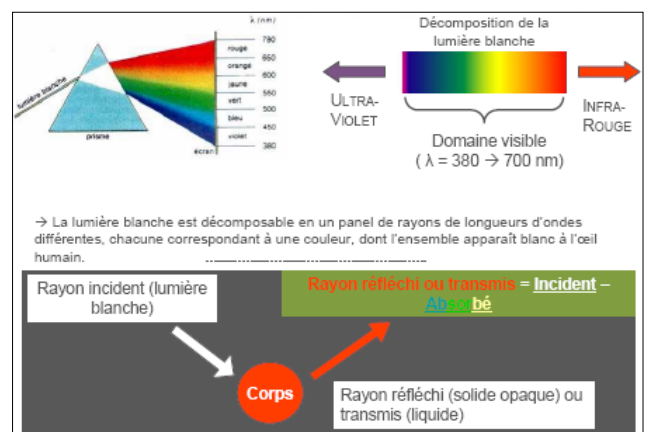 λ (nm)
780
rouge
650
orangé
600
jaune
550
vert
500
bleu
450
violet
380
lumière blanche
prisme
écran
Décomposition de la
lumière blanche
ULTRA-
VIOLET
INFRA-
ROUGE
Domaine visible
( λ = 380 → 700 nm)
→ La lumière blanche est décomposable en un panel de rayons de longueurs d'ondes
différentes, chacune correspondant à une couleur, dont l'ensemble apparaît blanc à l'œil
humain.
Rayon incident (lumière
blanche)
Rayon réfléchi ou transmis = Incident –
Absorbé
Corps
Rayon réfléchi (solide opaque) ou
transmis (liquide)